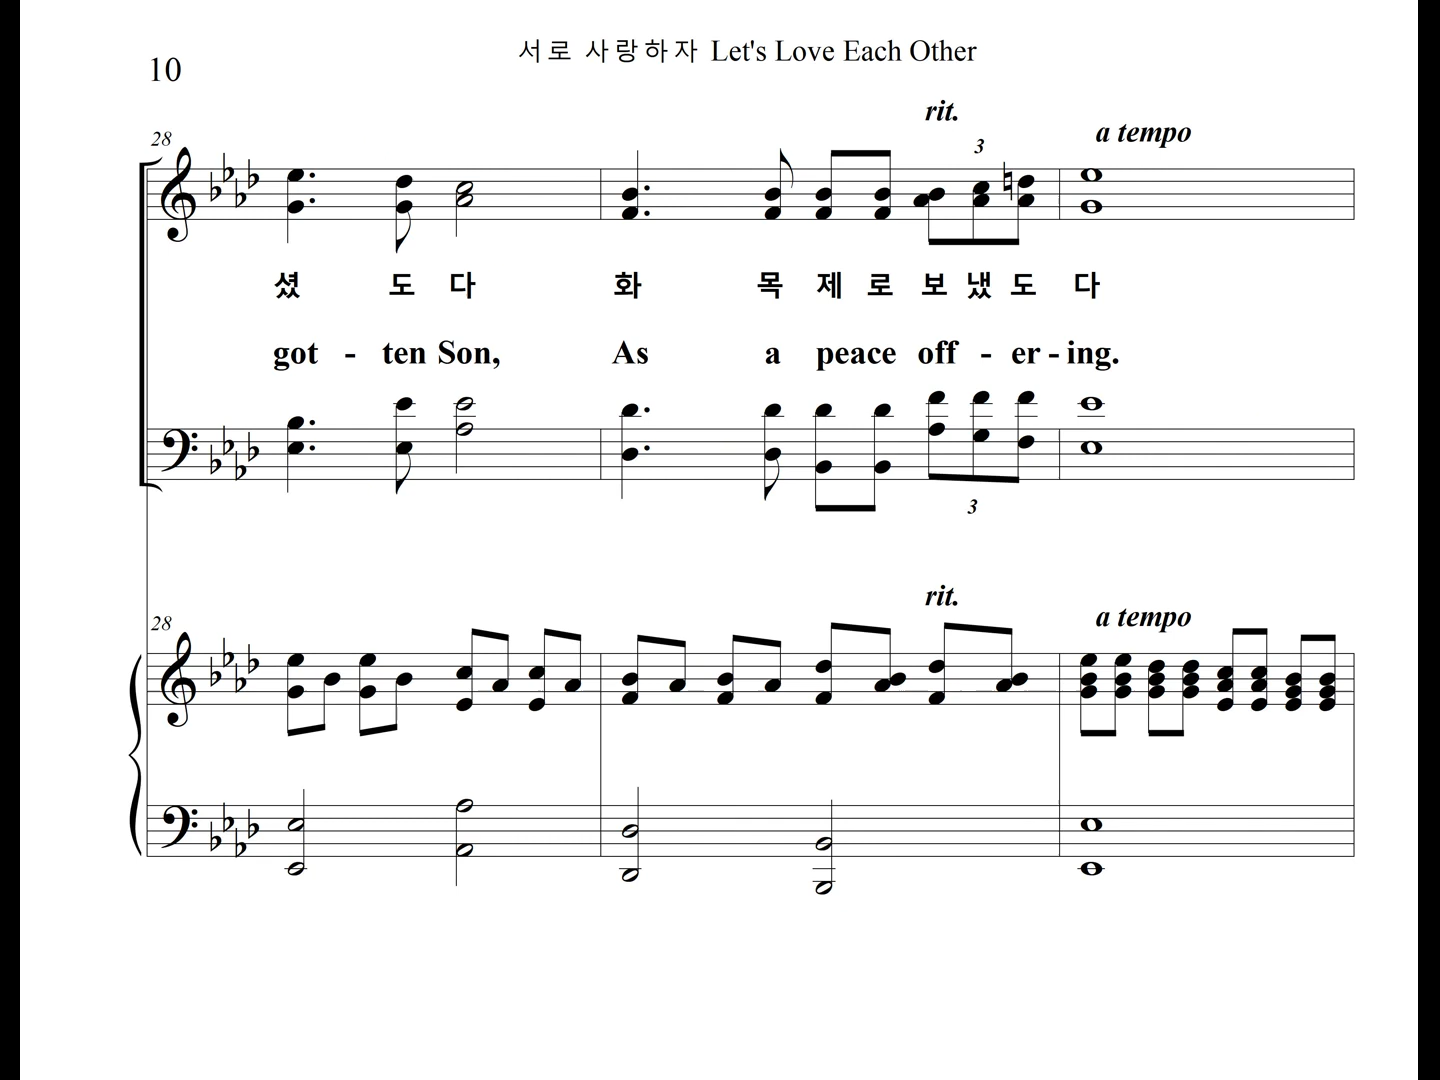 서로 사랑하자 Let's Love Each Other
10
rit.
a tempo
28
3
셨 도 다 화 목 제 로 보 냈 도 다
got - ten Son, As a peace off - er - ing.
3
rit.
a tempo
28